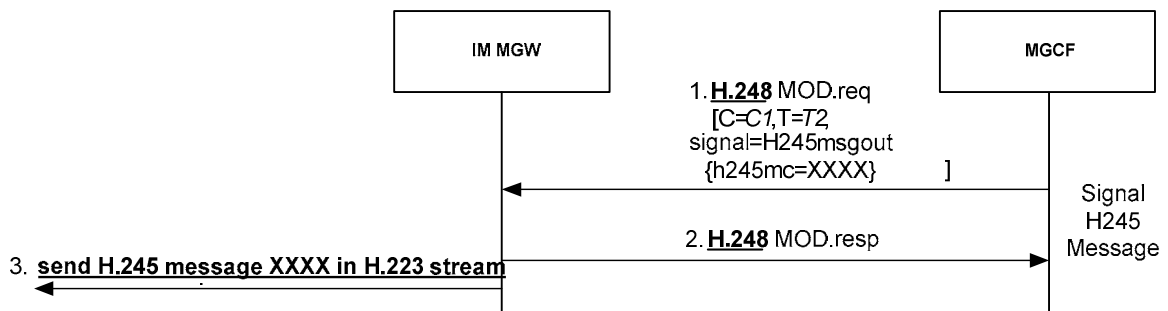 IM MGW
MGCF
1. H.248 MOD.req
[C=C1,T=T2,
signal=H245msgout
{h245mc=XXXX} ]
Signal
H245
Message
2. H.248 MOD.resp
3. send H.245 message XXXX in H.223 stream